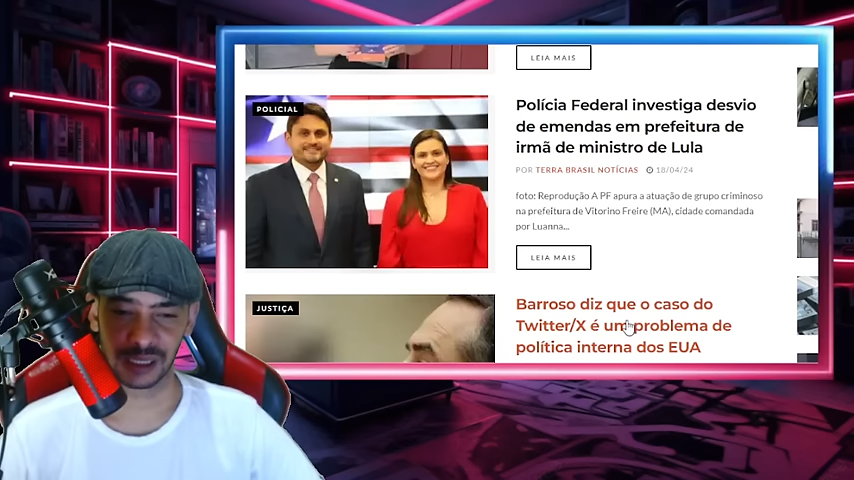 LEIA MAIS
POLICIAL
Polícia Federal investiga desvio
de emendas em prefeitura de
irmã de ministro de Lula
POR TERRA BRASIL NOTÍCIAS 18/04/24
foto: Reprodução A PF apura a atuação de grupo criminoso
na prefeitura de Vitorino Freire (MA), cidade comandada
por Luanna...
LEIA MAIS
JUSTIÇA
Barroso diz que o caso do
Twitter/X é um problema de
política interna dos EUA